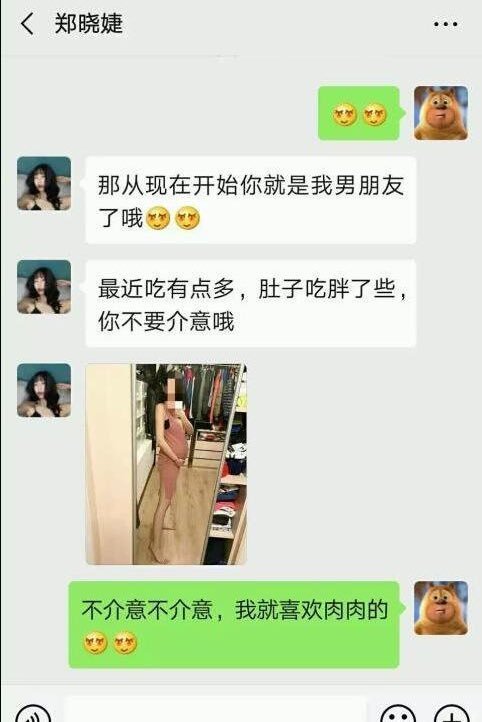 郑晓婕
那从现在开始你就是我男朋友
了哦
最近吃有点多，肚子吃胖了些，
你不要介意哦
不介意不介意，我就喜欢肉肉的